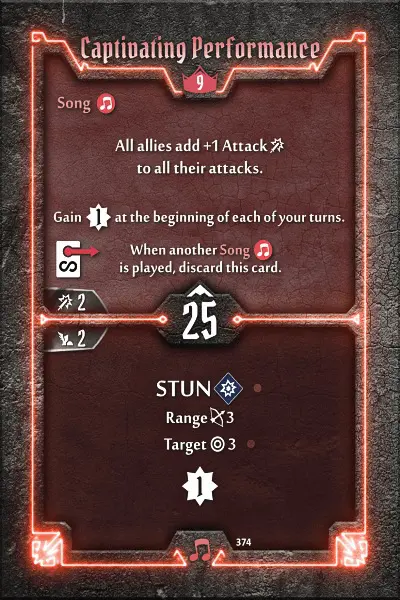 Captivating Performance
9
Song
All allies add +1 Attack
to all their attacks.
Gain 1 at the beginning of each of your turns.
When another Song
is played, discard this card.
2
25
2
STUN
Range 3
Target 3
1
374